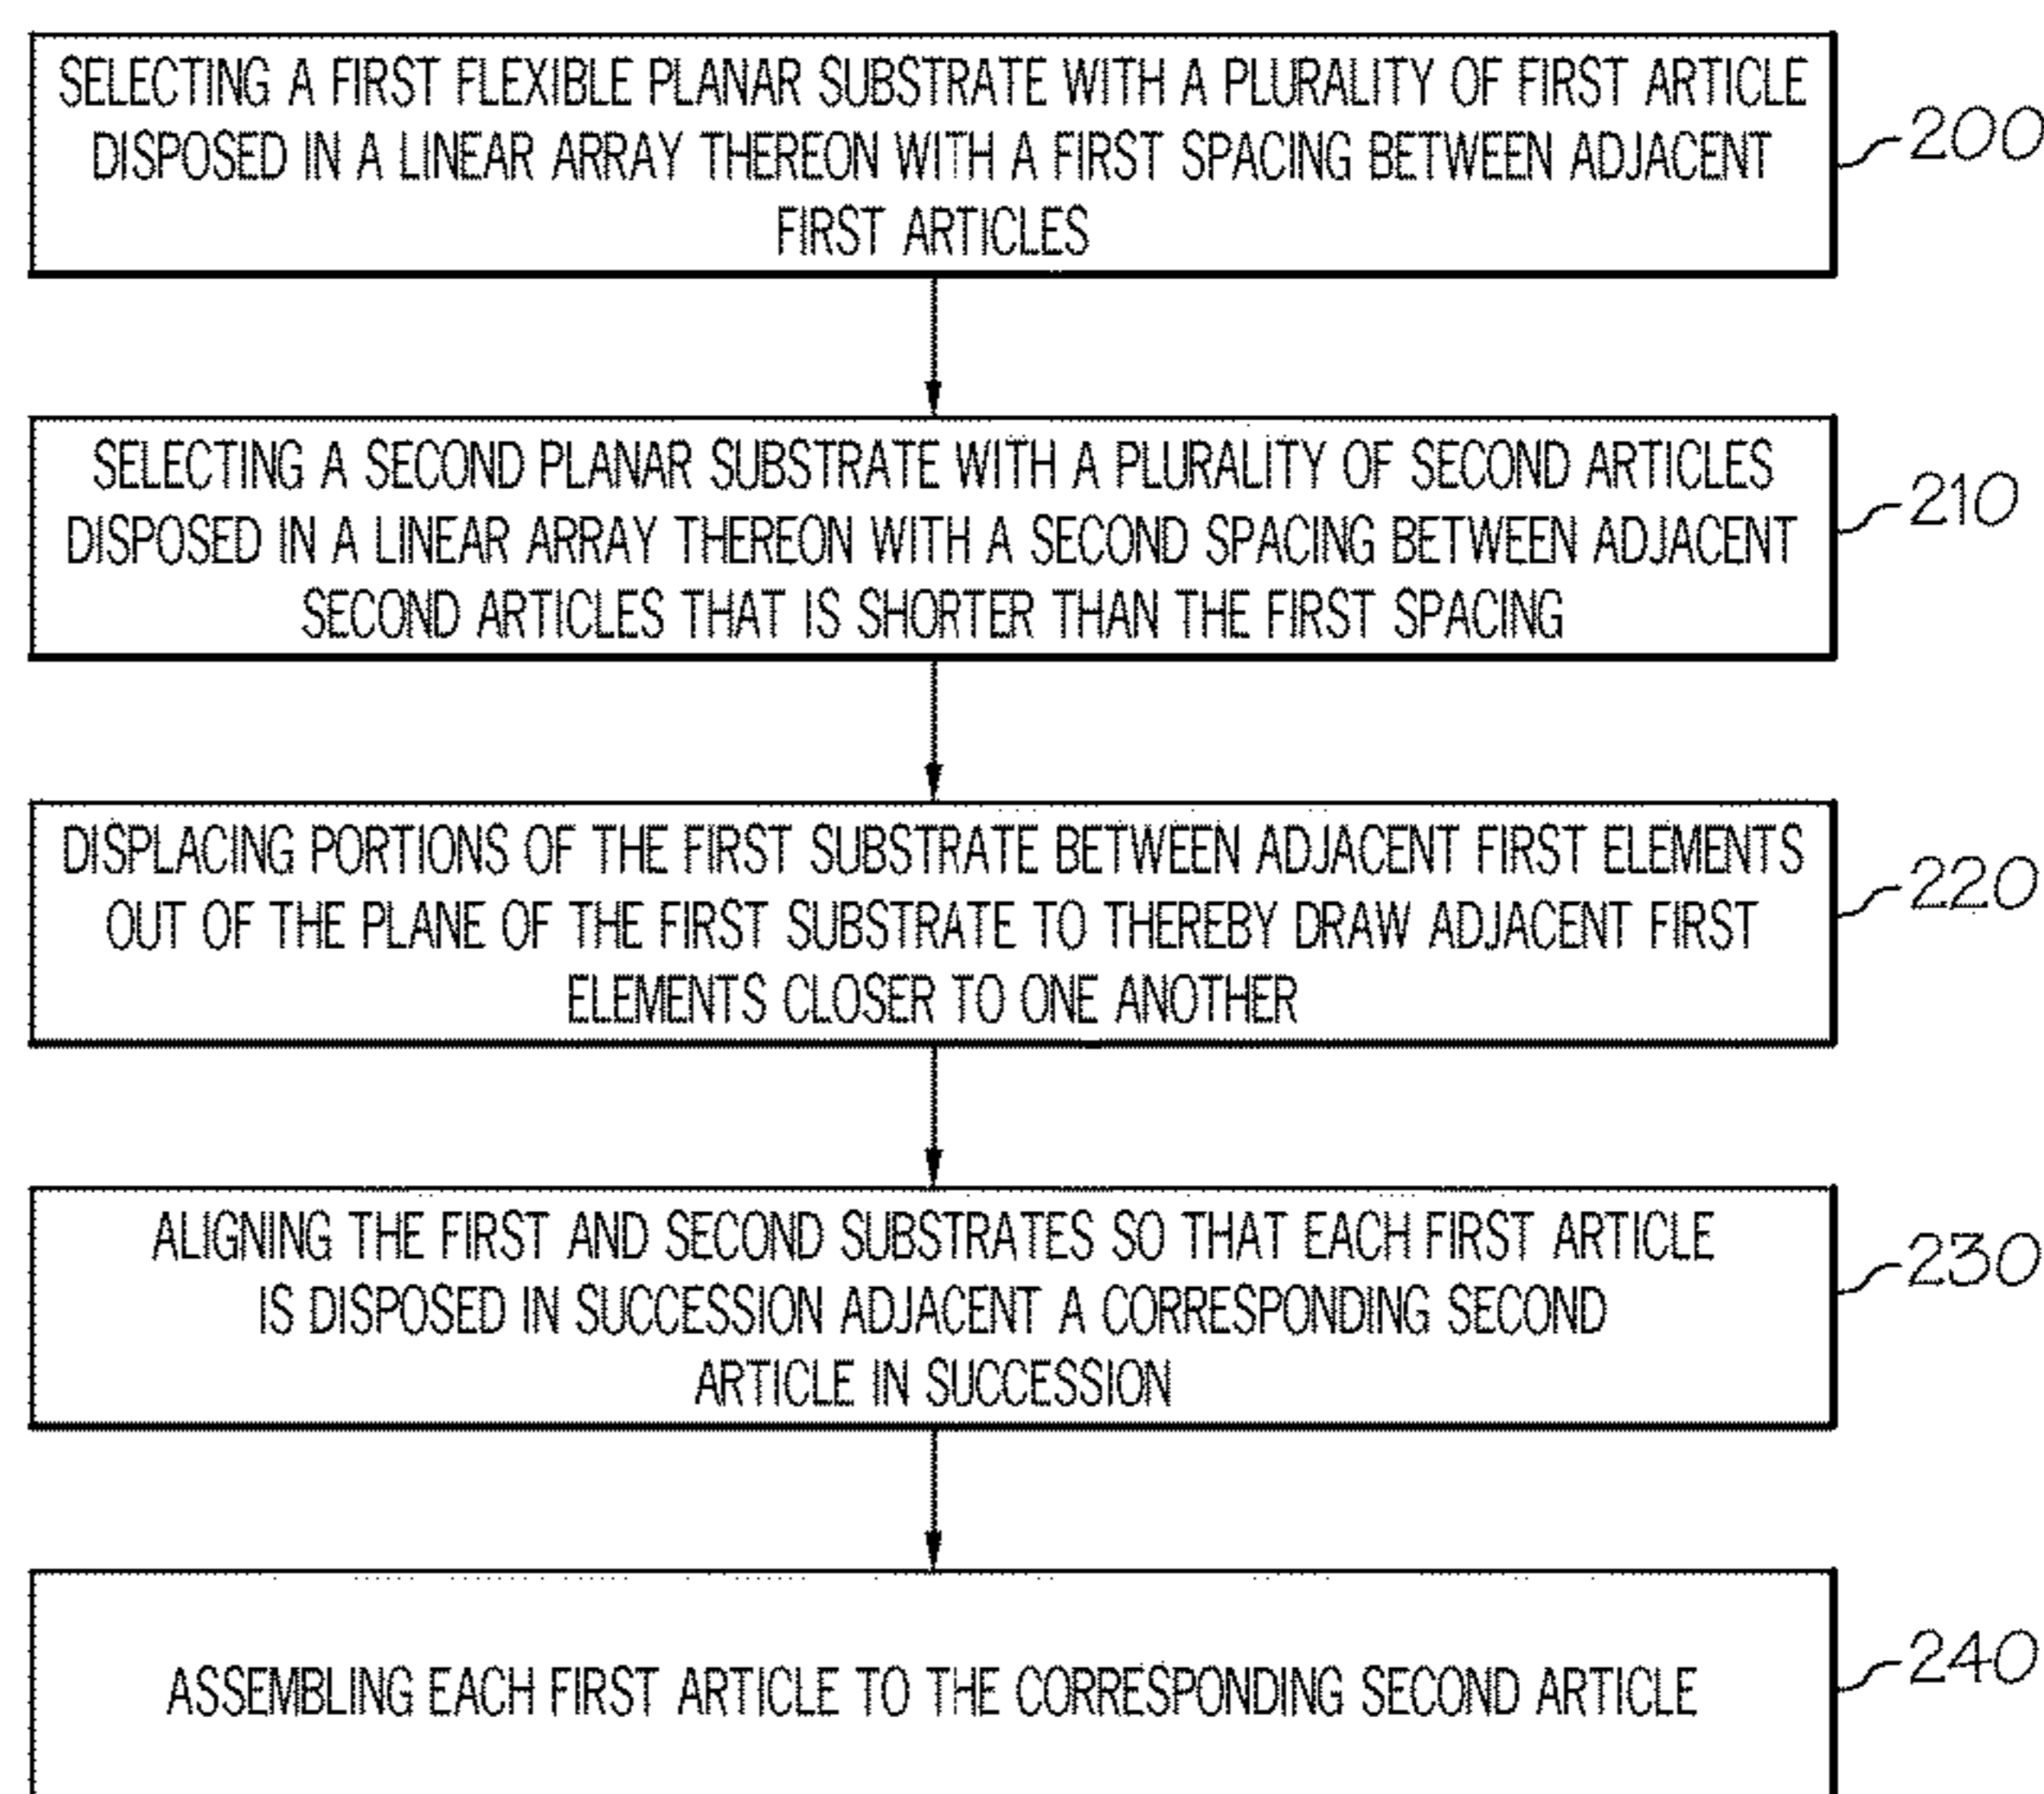 SELECTING A FIRST FLEXIBLE PLANAR SUBSTRATE WITH A PLURALITY OF FIRST ARTICLE
DISPOSED IN A LINEAR ARRAY THEREON WITH A FIRST SPACING BETWEEN ADJACENT
FIRST ARTICLES
200
SELECTING A SECOND PLANAR SUBSTRATE WITH A PLURALITY OF SECOND ARTICLES
DISPOSED IN A LINEAR ARRAY THEREON WITH A SECOND SPACING BETWEEN ADJACENT
SECOND ARTICLES THAT IS SHORTER THAN THE FIRST SPACING
210
DISPLACING PORTIONS OF THE FIRST SUBSTRATE BETWEEN ADJACENT FIRST ELEMENTS
OUT OF THE PLANE OF THE FIRST SUBSTRATE TO THEREBY DRAW ADJACENT FIRST
ELEMENTS CLOSER TO ONE ANOTHER
220
ALIGNING THE FIRST AND SECOND SUBSTRATES SO THAT EACH FIRST ARTICLE
IS DISPOSED IN SUCCESSION ADJACENT A CORRESPONDING SECOND
ARTICLE IN SUCCESSION
230
ASSEMBLING EACH FIRST ARTICLE TO THE CORRESPONDING SECOND ARTICLE
240